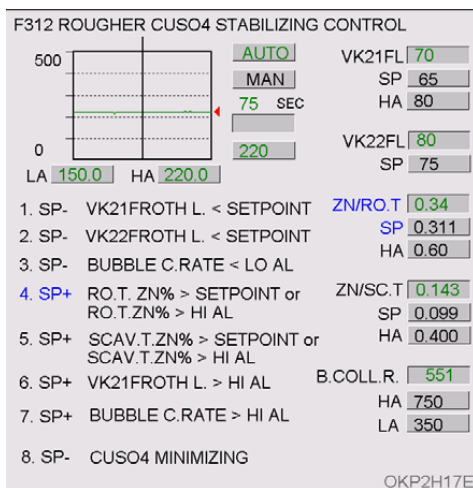 F312 ROUGHER CUSO4 STABILIZING CONTROL
500
0
LA 150.0 HA 220.0
AUTO
MAN
75 SEC
220
VK21FL 70
SP 65
HA 80
VK22FL 80
SP 75
1. SP- VK21FROTH L. < SETPOINT
2. SP- VK22FROTH L. < SETPOINT
3. SP- BUBBLE C.RATE < LO AL
4. SP+ RO.T. ZN% > SETPOINT or
RO.T.ZN% > HI AL
5. SP+ SCAV.T.ZN% > SETPOINT or
SCAV.T.ZN% > HI AL
6. SP+ VK21FROTH L. > HI AL
7. SP+ BUBBLE C.RATE > HI AL
8. SP- CUSO4 MINIMIZING
ZN/RO.T 0.34
SP 0.311
HA 0.60
ZN/SC.T 0.143
SP 0.099
HA 0.400
B.COLL.R. 551
HA 750
LA 350
OKP2H17E